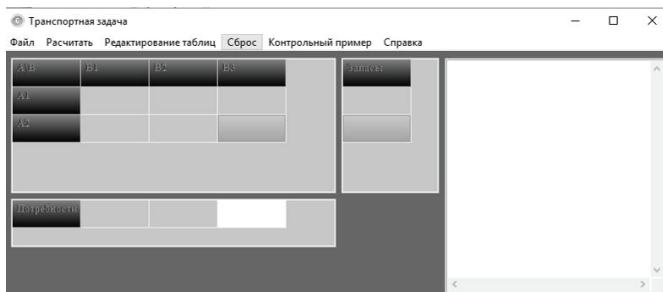 Транспортная задача
Файл Расчитать Редактирование таблиц Сброс Контрольный пример Справка
A\B B1 B2 B3 Запасы
A1
A2
Потребности